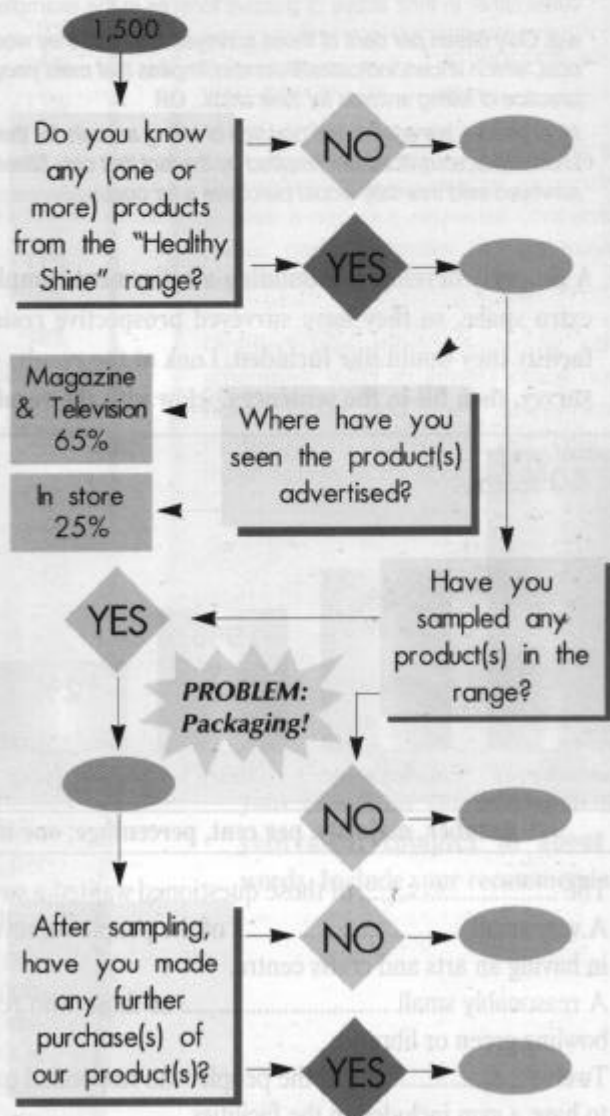 1,500
Do you know
any (one or
more) products
from the "Healthy
Shine" range?
NO
YES
Magazine
& Television
65%
In store
25%
Where have you
seen the product(s)
advertised?
Have you
sampled any
product(s) in the
range?
YES
PROBLEM:
Packaging!
NO
After sampling,
have you made
any further
purchase(s) of
our product(s)?
NO
YES